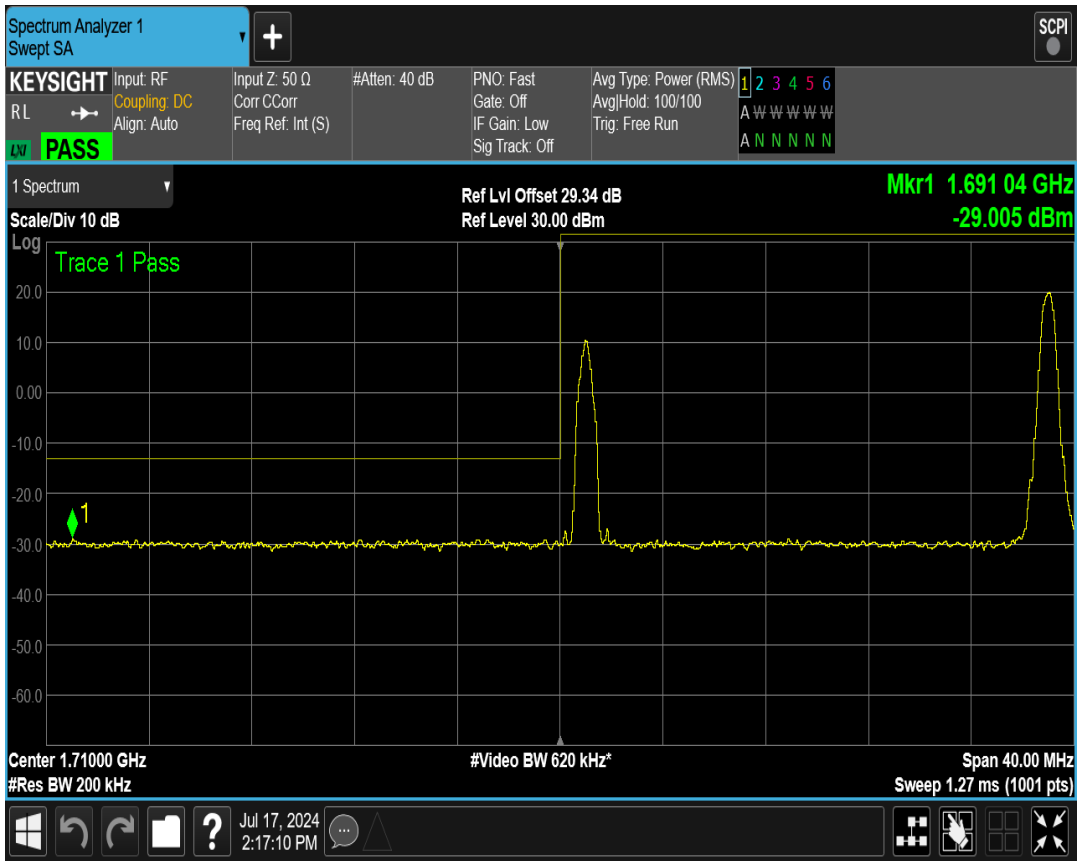 Spectrum Analyzer 1
Swept SA
SCPI
KEYSIGHT
RL
LXI PASS
Input: RF
Coupling: DC
Align: Auto
Input Z: 50 Ω
Corr CCorr
Freq Ref: Int (S)
#Atten: 40 dB
PNO: Fast
Gate: Off
IF Gain: Low
Sig Track: Off
Avg Type: Power (RMS)
Avg|Hold: 100/100
Trig: Free Run
1 2 3 4 5 6
A W W W W W
A N N N N N
1 Spectrum
Scale/Div 10 dB
Ref Lvl Offset 29.34 dB
Ref Level 30.00 dBm
Mkr1 1.691 04 GHz
-29.005 dBm
Log
Trace 1 Pass
20.0
10.0
0.00
-10.0
-20.0
1
-30.0
-40.0
-50.0
-60.0
Center 1.71000 GHz
#Res BW 200 kHz
#Video BW 620 kHz*
Span 40.00 MHz
Sweep 1.27 ms (1001 pts)
?
Jul 17, 2024
2:17:10 PM